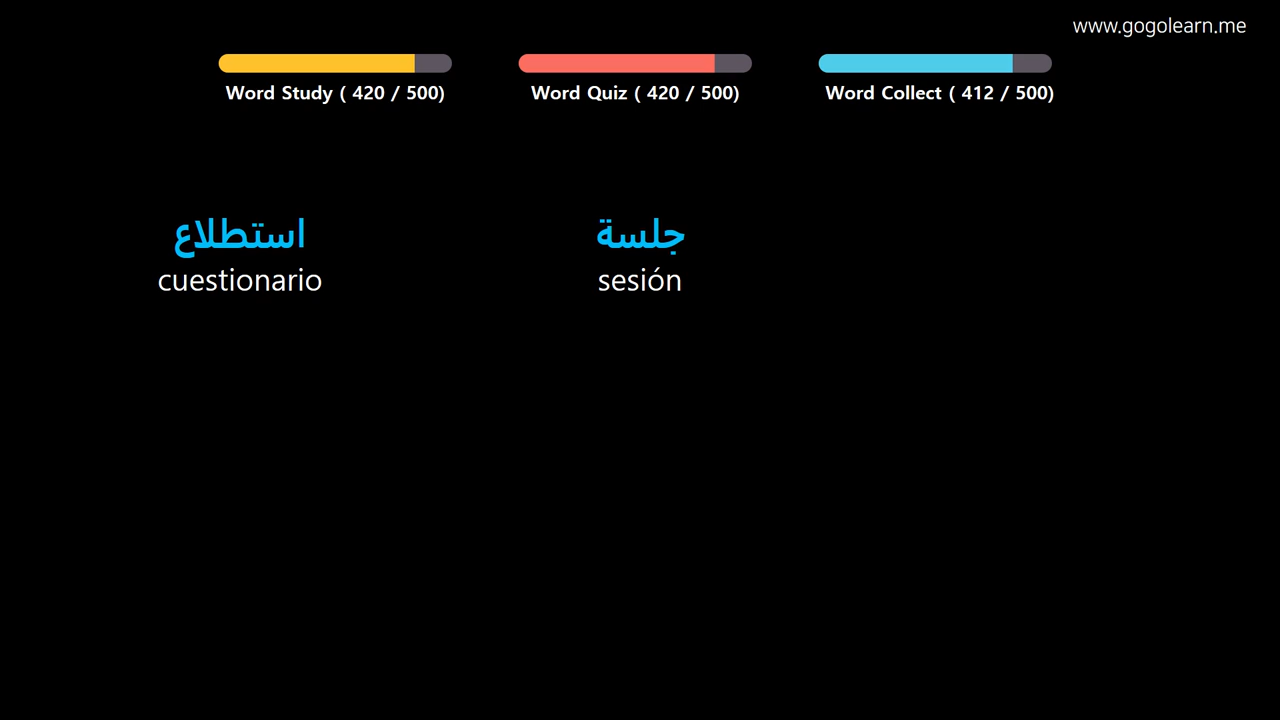 www.gogolearn.me
Word Study ( 420 / 500)
Word Quiz ( 420 / 500)
Word Collect ( 412 / 500)
استطلاع
cuestionario
جلسة
sesión